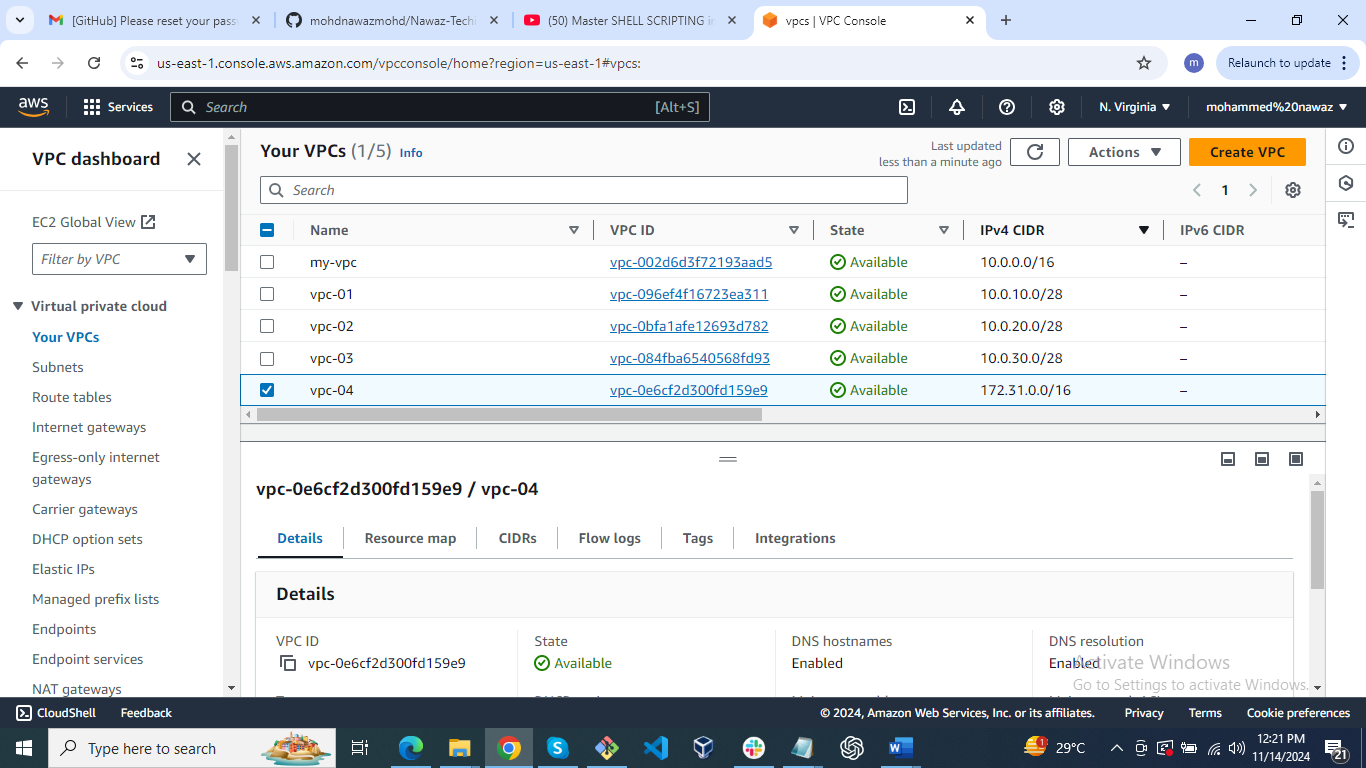 [GitHub] Please reset your pass
mohdnawazmohd/Nawaz-Techi
(50) Master SHELL SCRIPTING in
vpcs | VPC Console
us-east-1.console.aws.amazon.com/vpcconsole/home?region=us-east-1#vpcs:
m
Relaunch to update
aws
Services
Search
[Alt+S]
N. Virginia
mohammed%20nawaz
VPC dashboard
EC2 Global View
Filter by VPC
Virtual private cloud
Your VPCs
Subnets
Route tables
Internet gateways
Egress-only internet
gateways
Carrier gateways
DHCP option sets
Elastic IPs
Managed prefix lists
Endpoints
Endpoint services
NAT gateways
Your VPCs (1/5) Info
Last updated
less than a minute ago
Actions
Create VPC
Search
1
Name VPC ID State IPv4 CIDR IPv6 CIDR
my-vpc vpc-002d6d3f72193aad5 Available 10.0.0.0/16 –
vpc-01 vpc-096ef4f16723ea311 Available 10.0.10.0/28 –
vpc-02 vpc-0bfa1afe12693d782 Available 10.0.20.0/28 –
vpc-03 vpc-084fba6540568fd93 Available 10.0.30.0/28 –
vpc-04 vpc-0e6cf2d300fd159e9 Available 172.31.0.0/16 –
vpc-0e6cf2d300fd159e9 / vpc-04
Details Resource map CIDRs Flow logs Tags Integrations
Details
VPC ID
vpc-0e6cf2d300fd159e9
State
Available
DNS hostnames
Enabled
DNS resolution
Enabled
Activate Windows
Go to Settings to activate Windows.
CloudShell Feedback
© 2024, Amazon Web Services, Inc. or its affiliates. Privacy Terms Cookie preferences
Type here to search
1
29°C
12:21 PM
11/14/2024
21